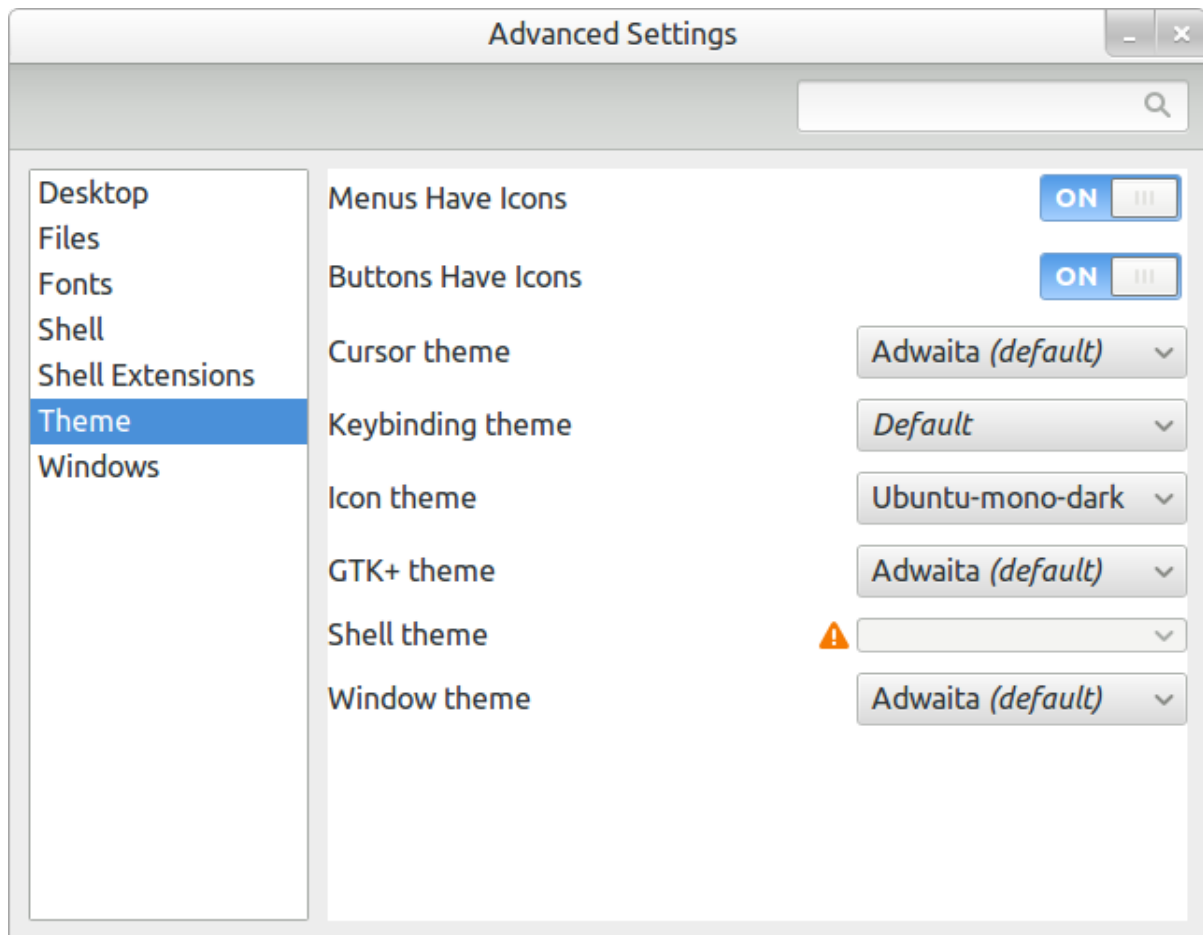 Advanced Settings
Desktop
Files
Fonts
Shell
Shell Extensions
Theme
Windows
Menus Have Icons ON
Buttons Have Icons ON
Cursor theme Adwaita (default)
Keybinding theme Default
Icon theme Ubuntu-mono-dark
GTK+ theme Adwaita (default)
Shell theme
Window theme Adwaita (default)